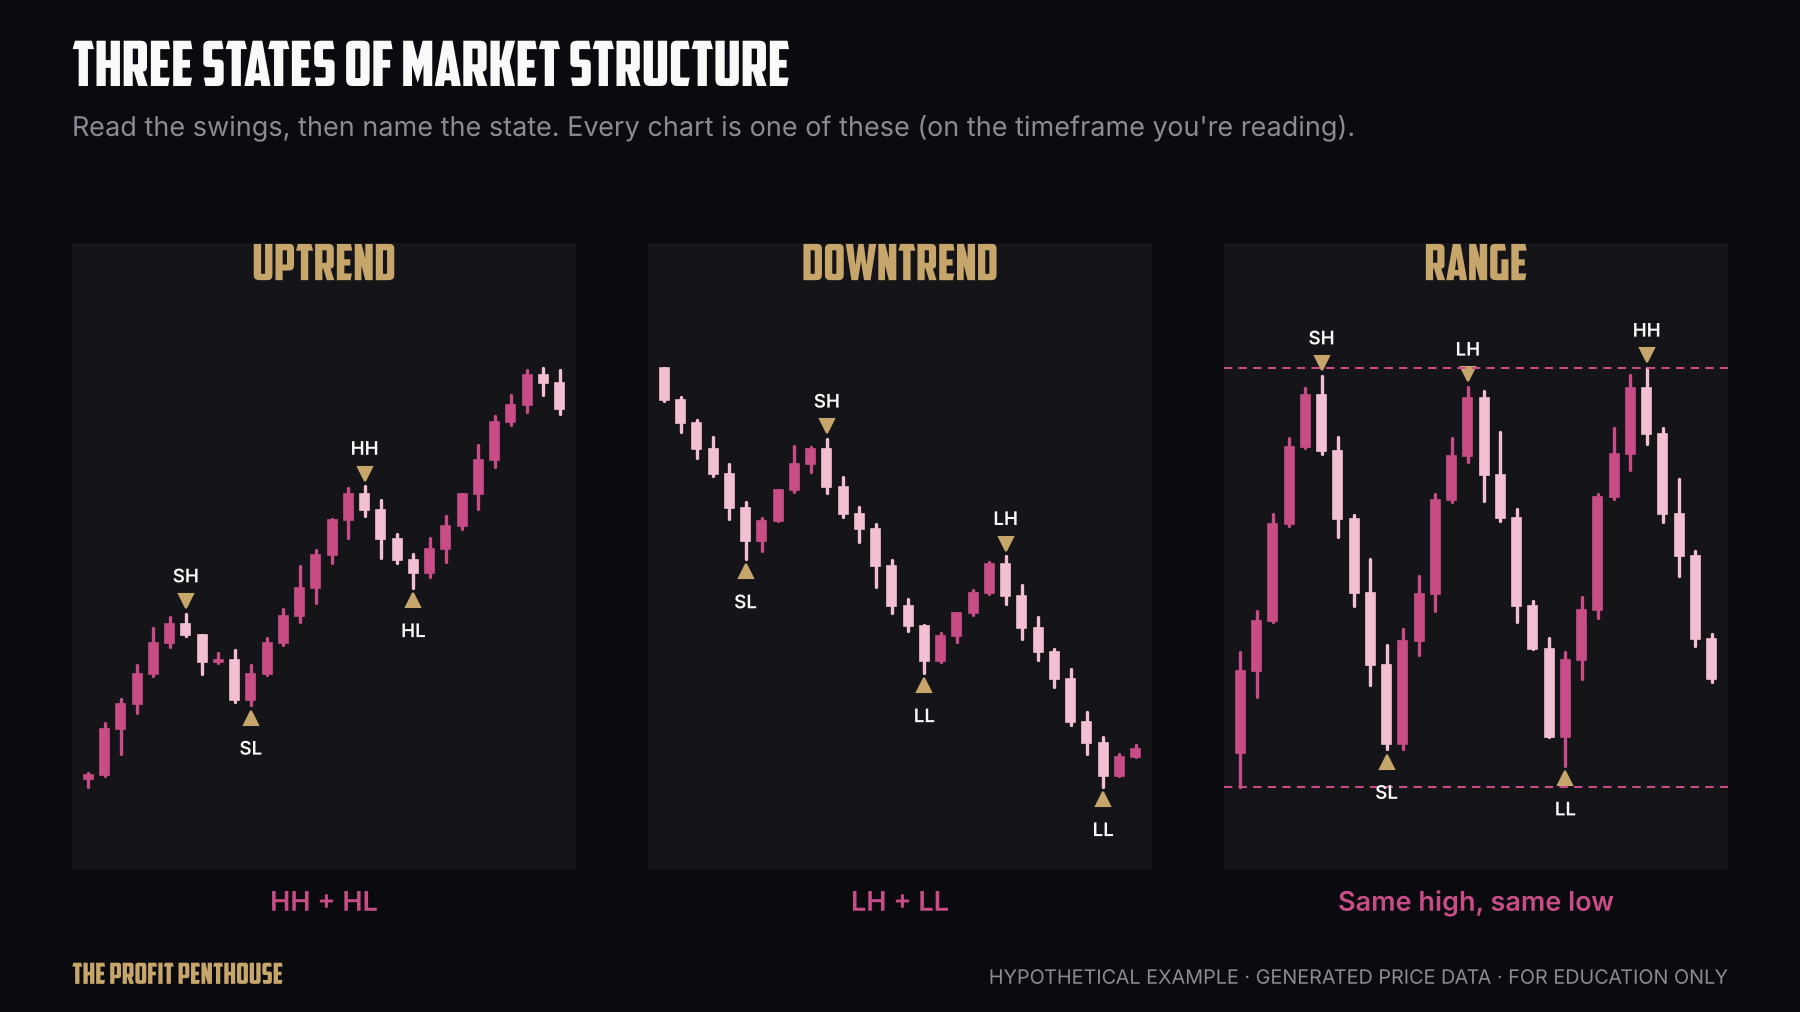 THREE STATES OF MARKET STRUCTURE
Read the swings, then name the state. Every chart is one of these (on the timeframe you're reading).
UPTREND
SH
SL
HH
HL
HH + HL
DOWNTREND
SL
SH
LL
LH
LL
LH + LL
RANGE
SH
SL
LH
LL
HH
Same high, same low
THE PROFIT PENTHOUSE
HYPOTHETICAL EXAMPLE · GENERATED PRICE DATA · FOR EDUCATION ONLY